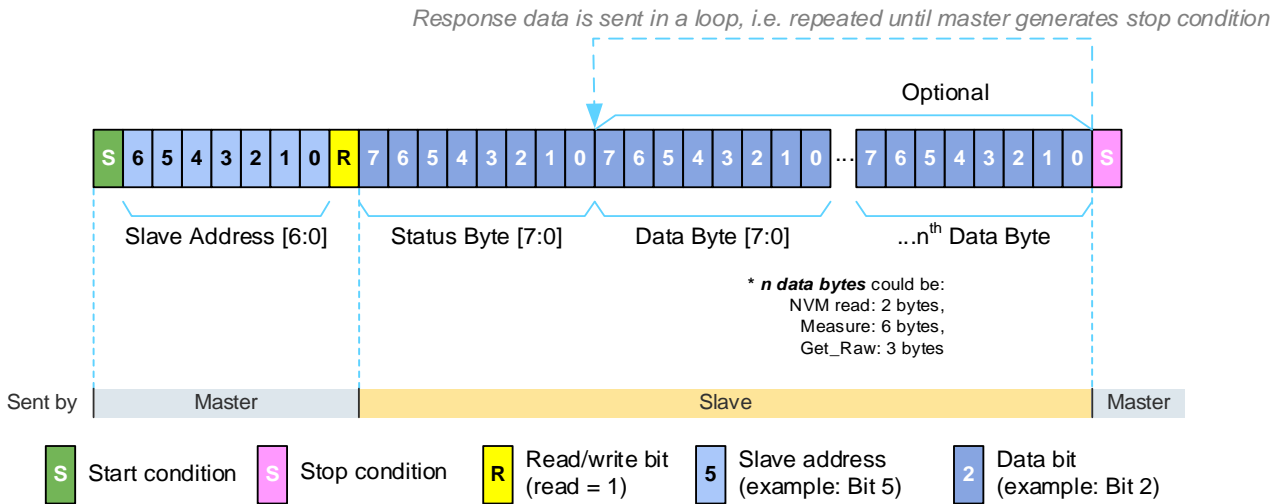 Response data is sent in a loop, i.e. repeated until master generates stop condition
Optional
S 6 5 4 3 2 1 0 R 7 6 5 4 3 2 1 0 7 6 5 4 3 2 1 0 ... 7 6 5 4 3 2 1 0 S
Slave Address [6:0] Status Byte [7:0] Data Byte [7:0] ...nth Data Byte
* n data bytes could be:
NVM read: 2 bytes,
Measure: 6 bytes,
Get_Raw: 3 bytes
Sent by Master Slave Master
S Start condition S Stop condition R Read/write bit 5 Slave address 2 Data bit
(read = 1) (example: Bit 5) (example: Bit 2)